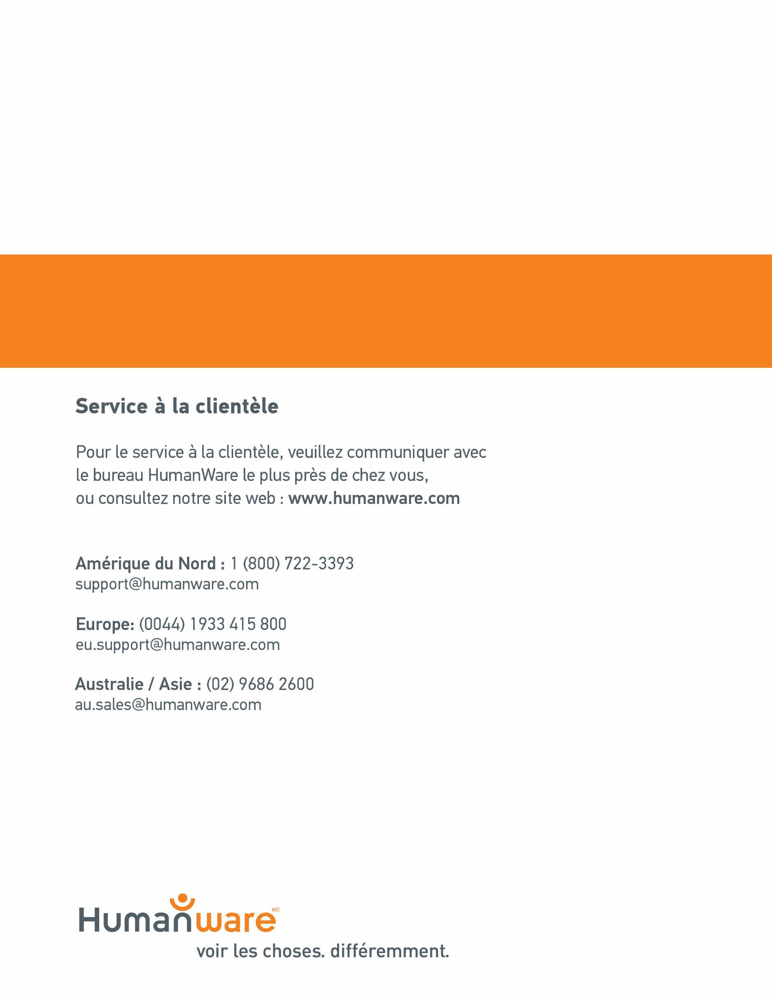 Service à la clientèle
Pour le service à la clientèle, veuillez communiquer avec
le bureau HumanWare le plus près de chez vous,
ou consultez notre site web : www.humanware.com
Amérique du Nord : 1 (800) 722-3393
support@humanware.com
Europe: (0044) 1933 415 800
eu.support@humanware.com
Australie / Asie : (02) 9686 2600
au.sales@humanware.com
Humanware MC
voir les choses. différemment.